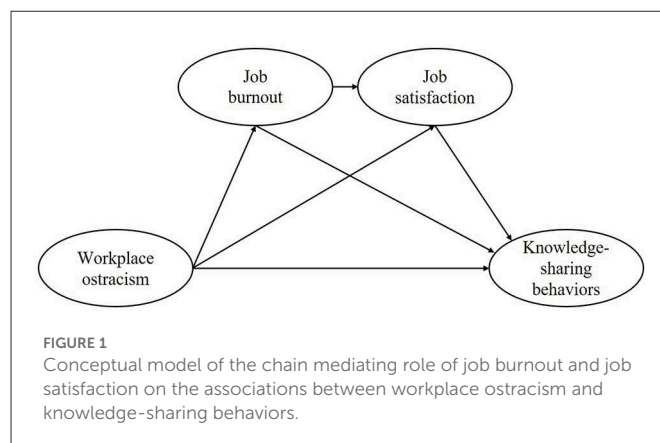 Job
burnout
Job
satisfaction
Workplace
ostracism
Knowledge-
sharing
behaviors
FIGURE 1
Conceptual model of the chain mediating role of job burnout and job
satisfaction on the associations between workplace ostracism and
knowledge-sharing behaviors.